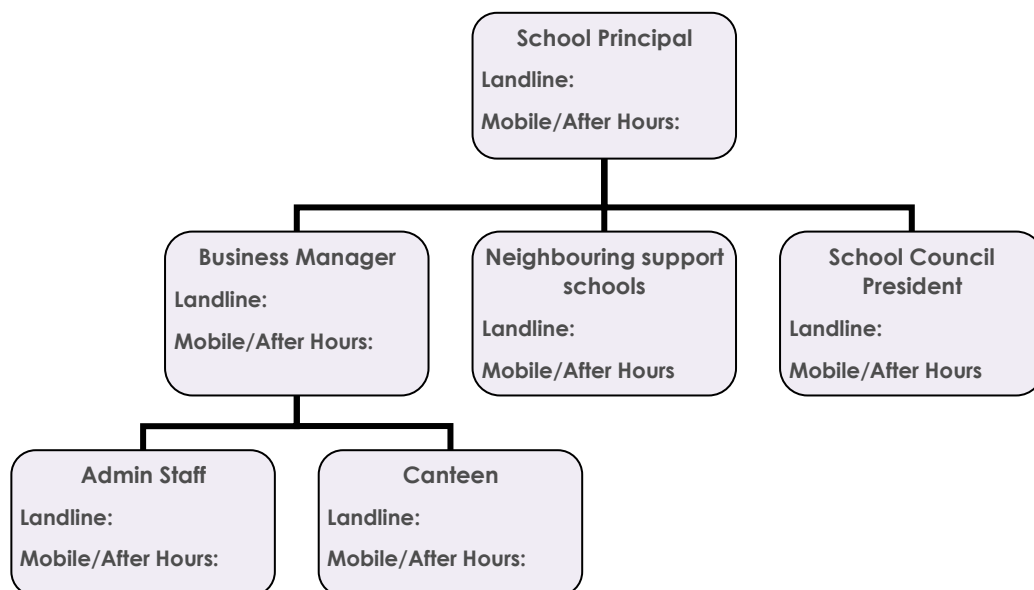 School Principal
Landline:
Mobile/After Hours:
Business Manager
Landline:
Mobile/After Hours:
Neighbouring support
schools
Landline:
Mobile/After Hours
School Council
President
Landline:
Mobile/After Hours
Admin Staff
Landline:
Mobile/After Hours:
Canteen
Landline:
Mobile/After Hours: